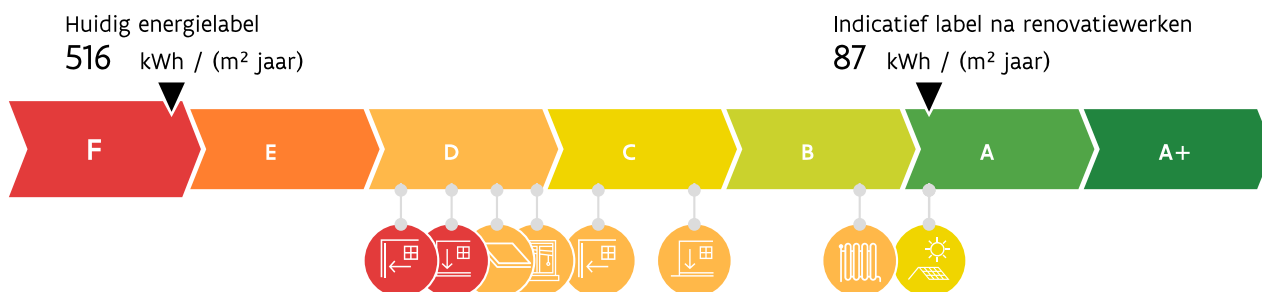 Huidig energielabel
516 kWh / (m² jaar)
Indicatief label na renovatiewerken
87 kWh / (m² jaar)
F E D C B A A+